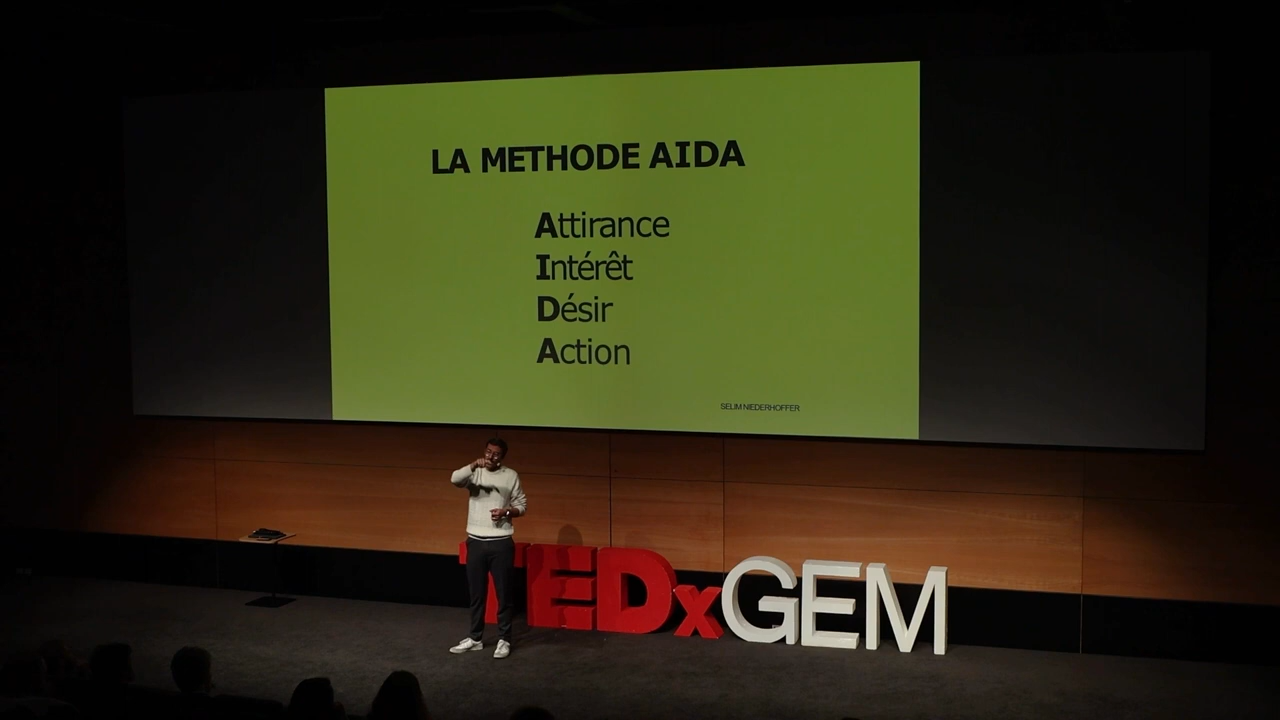 LA METHODE AIDA
Attirance
Intérêt
Désir
Action
SELIM NIEDERHOFFER
TEDxGEM